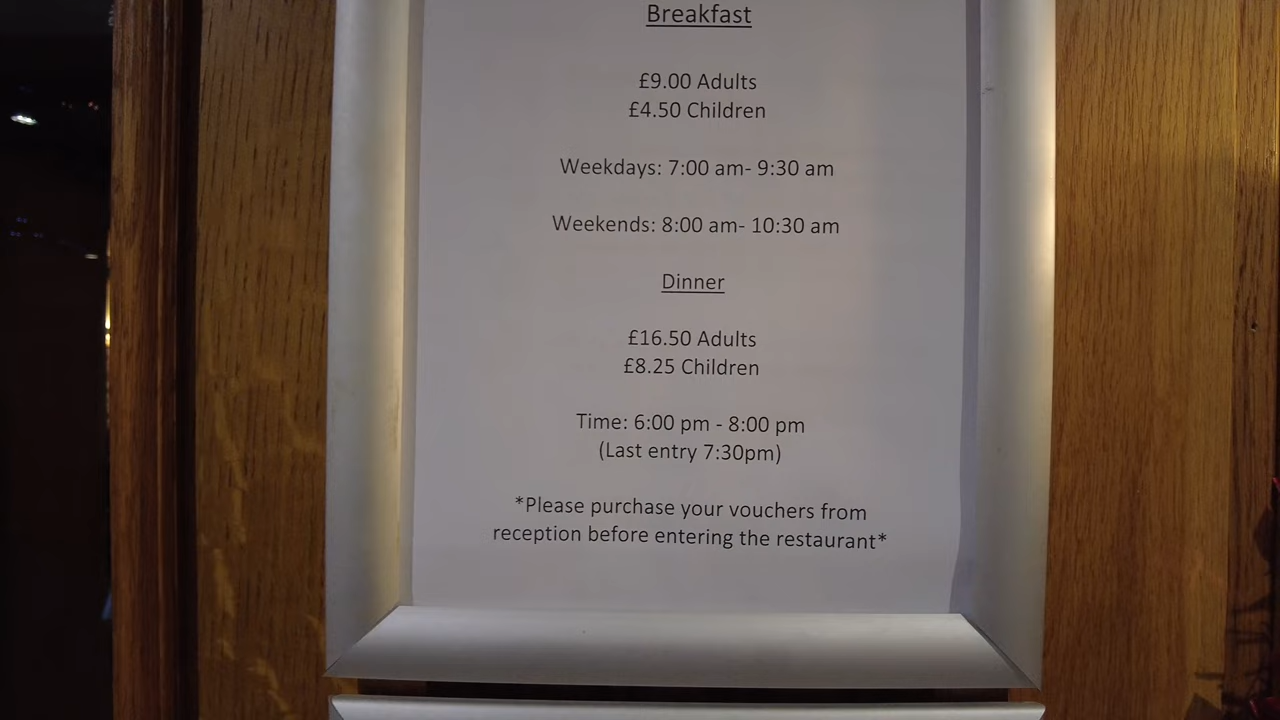 Breakfast
£9.00 Adults
£4.50 Children
Weekdays: 7:00 am- 9:30 am
Weekends: 8:00 am- 10:30 am
Dinner
£16.50 Adults
£8.25 Children
Time: 6:00 pm - 8:00 pm
(Last entry 7:30pm)
*Please purchase your vouchers from
reception before entering the restaurant*